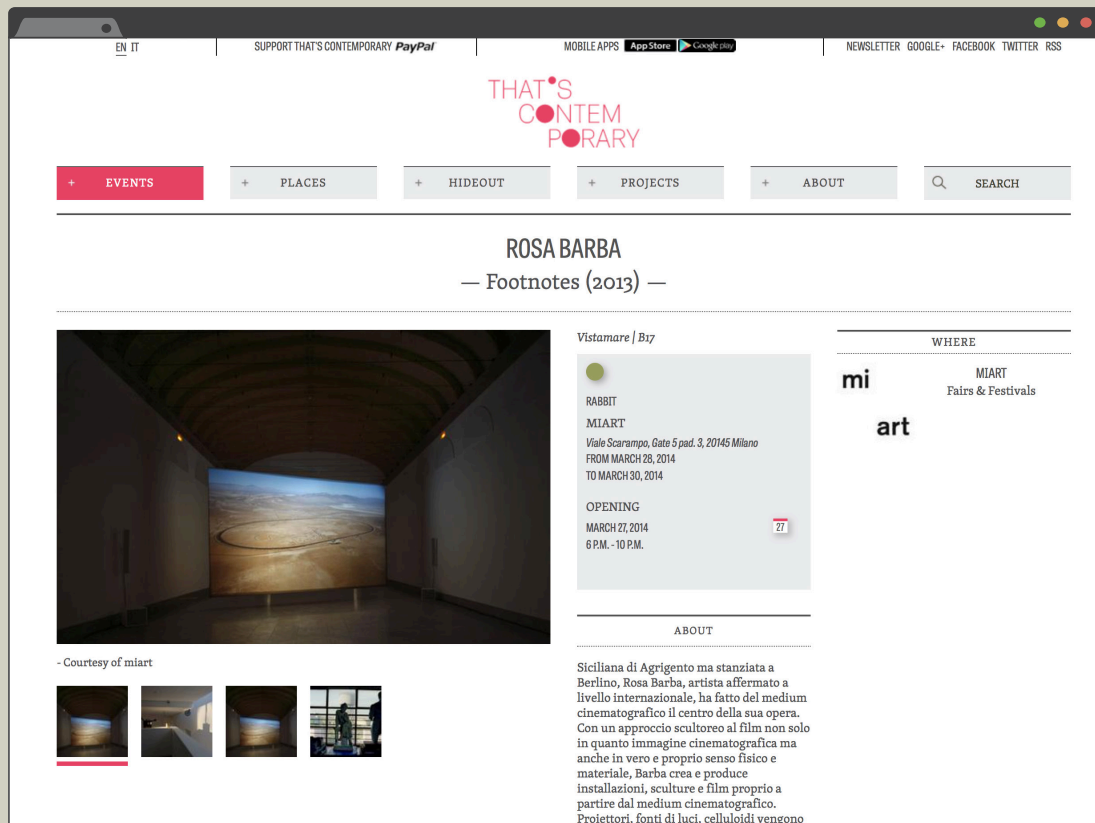 EN IT
SUPPORT THAT'S CONTEMPORARY PayPal
MOBILE APPS App Store Google play
NEWSLETTER GOOGLE+ FACEBOOK TWITTER RSS
THAT'S
CONTEM
PORARY
+ EVENTS
+ PLACES
+ HIDEOUT
+ PROJECTS
+ ABOUT
SEARCH
ROSA BARBA
— Footnotes (2013) —
Vistamare | B17
RABBIT
MIART
Viale Scarampo, Gate 5 pad. 3, 20145 Milano
FROM MARCH 28, 2014
TO MARCH 30, 2014
OPENING
MARCH 27, 2014
6 P.M. - 10 P.M.
27
WHERE
mi
art
MIART
Fairs & Festivals
- Courtesy of miart
ABOUT
Siciliana di Agrigento ma stanziata a
Berlino, Rosa Barba, artista affermato a
livello internazionale, ha fatto del medium
cinematografico il centro della sua opera.
Con un approccio scultoreo al film non solo
in quanto immagine cinematografica ma
anche in vero e proprio senso fisico e
materiale, Barba crea e produce
installazioni, sculture e film proprio a
partire dal medium cinematografico.
Proiettori, fonti di luci, celluloidi vengono